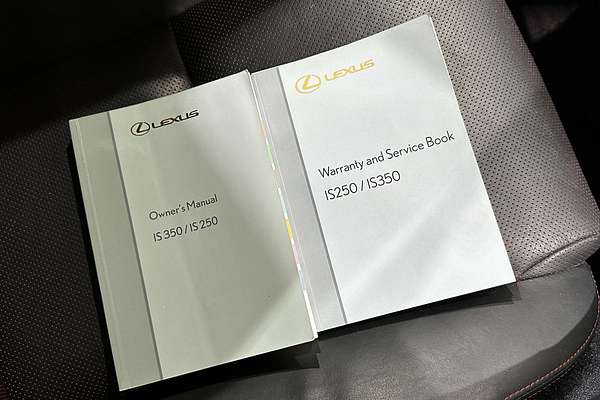 LEXUS
Owner's Manual
IS 350 / IS 250
LEXUS
Warranty and Service Book
IS250 / IS350